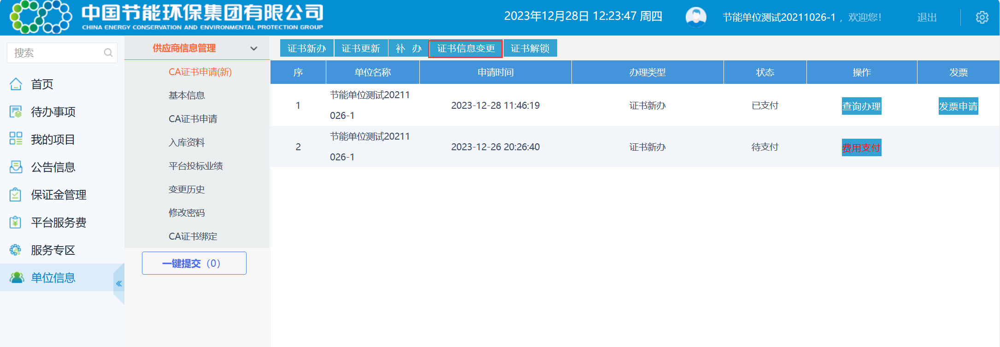 中国节能环保集团有限公司
CHINA ENERGY CONSERVATION AND ENVIRONMENTAL PROTECTION GROUP
2023年12月28日 12:23:47 周四
节能单位测试20211026-1，欢迎您！
退出
搜索
首页
待办事项
我的项目
公告信息
保证金管理
平台服务费
服务专区
单位信息
«
供应商信息管理
CA证书申请(新)
基本信息
CA证书申请
入库资料
平台投标业绩
变更历史
修改密码
CA证书绑定
一键提交（0）
证书新办 证书更新 补 办 证书信息变更 证书解锁
序 单位名称 申请时间 办理类型 状态 操作 发票
节能单位测试20211
1 2023-12-28 11:46:19 证书新办 已支付 查询办理 发票申请
026-1
节能单位测试20211
2 2023-12-26 20:26:40 证书新办 待支付 费用支付
026-1